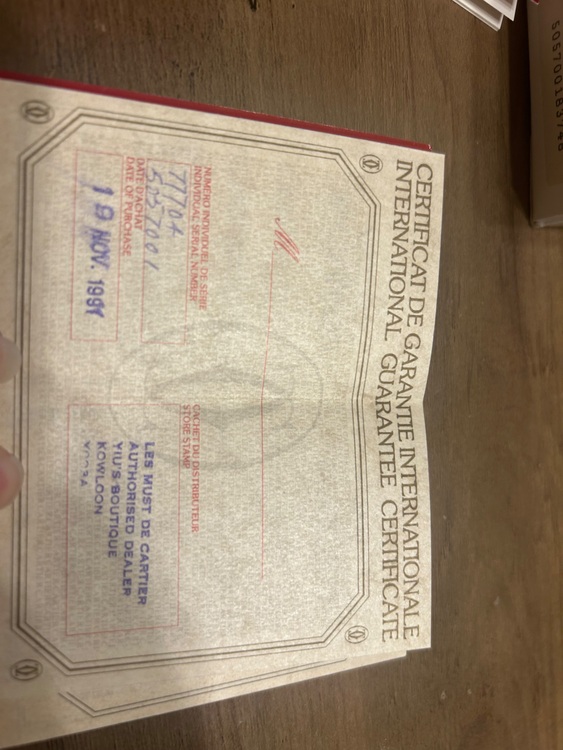 CERTIFICAT DE GARANTIE INTERNATIONALE
INTERNATIONAL GUARANTEE CERTIFICATE
M
NUMERO INDIVIDUEL DE SERIE
INDIVIDUAL SERIAL NUMBER
5057001
DATE D'ACHAT
DATE OF PURCHASE
19 NOV. 1991
CACHET DU DISTRIBUTEUR
STORE STAMP
LES MUST DE CARTIER
AUTHORISED DEALER
YIU'S BOUTIQUE
KOWLOON